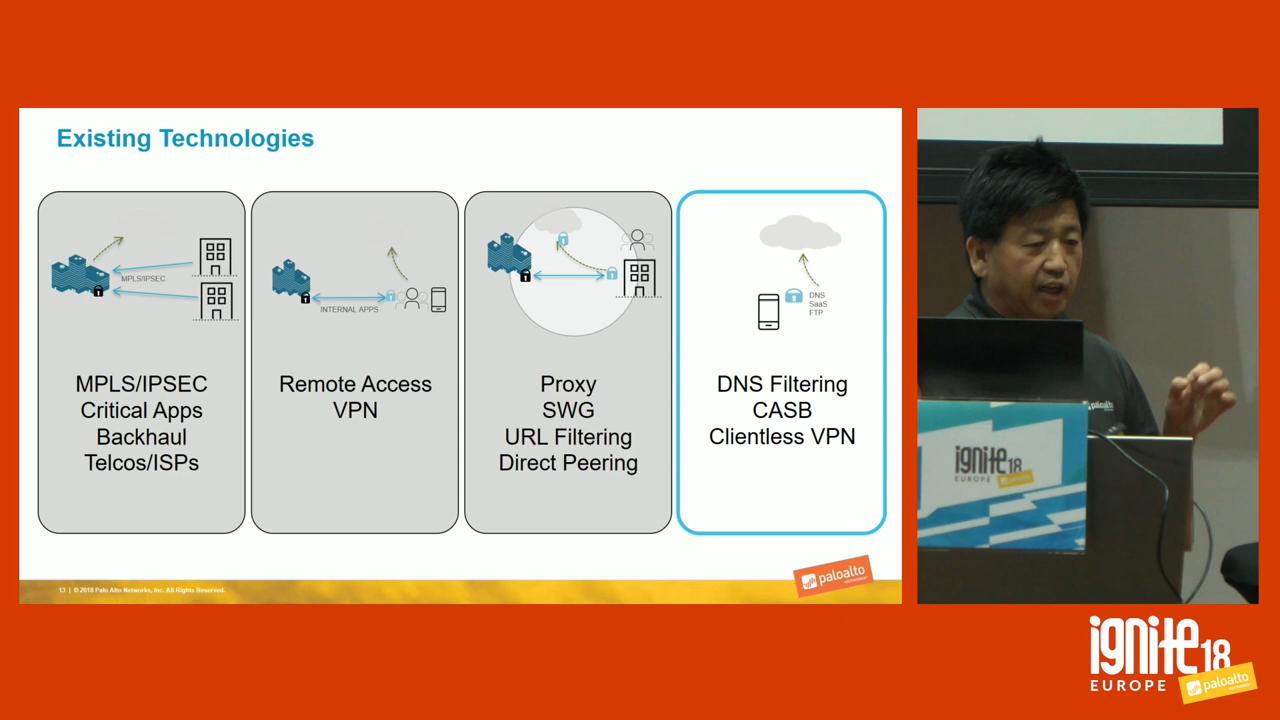 Existing Technologies
MPLS/IPSEC
INTERNAL APPS
DNS
SaaS
FTP
MPLS/IPSEC
Critical Apps
Backhaul
Telcos/ISPs
Remote Access
VPN
Proxy
SWG
URL Filtering
Direct Peering
DNS Filtering
CASB
Clientless VPN
13 | © 2018 Palo Alto Networks, Inc. All Rights Reserved.
paloalto
NETWORKS
paloalto
ignite18
EUROPE
ignite18
EUROPE
paloalto